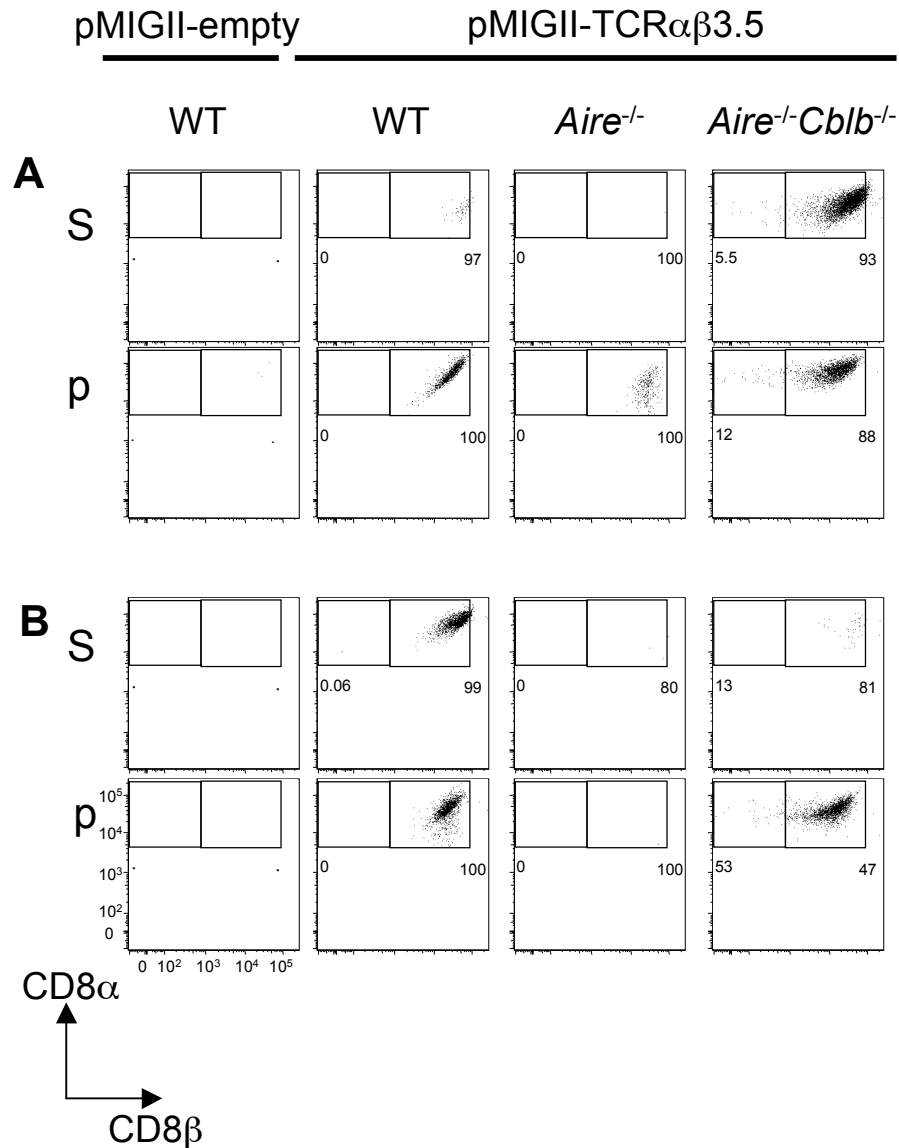 pMIGII-empty pMIGII-TCRαβ3.5
WT WT Aire-/- Aire-/-Cblb-/-
A
S
0 97 0 100 5.5 93
p
0 100 0 100 12 88
B
S
0.06 99 0 80 13 81
p
10⁵
10⁴
10³
10²
0
0 100 0 100 53 47
0 10² 10³ 10⁴ 10⁵
CD8α
CD8β